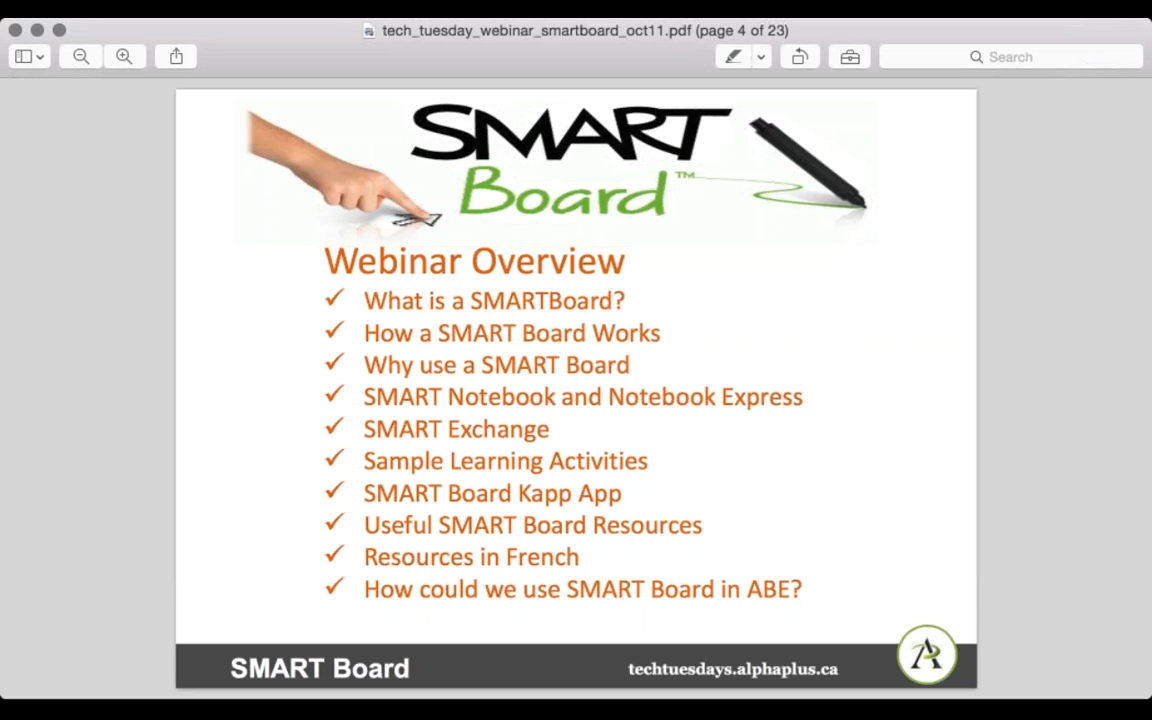 tech_tuesday_webinar_smartboard_oct11.pdf (page 4 of 23)
Search
SMART
Board™
Webinar Overview
✓ What is a SMARTBoard?
✓ How a SMART Board Works
✓ Why use a SMART Board
✓ SMART Notebook and Notebook Express
✓ SMART Exchange
✓ Sample Learning Activities
✓ SMART Board Kapp App
✓ Useful SMART Board Resources
✓ Resources in French
✓ How could we use SMART Board in ABE?
SMART Board
techtuesdays.alphaplus.ca